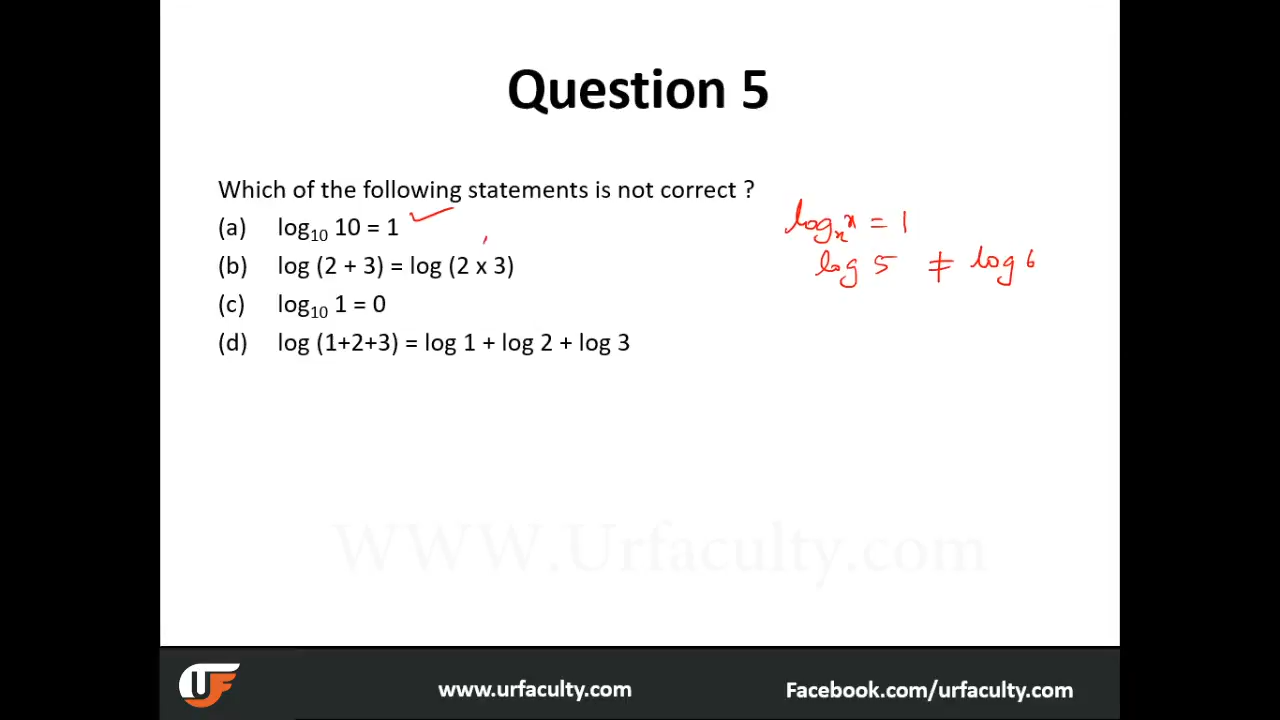 Question 5
Which of the following statements is not correct ?
(a) log₁₀ 10 = 1
(b) log (2 + 3) = log (2 x 3)
(c) log₁₀ 1 = 0
(d) log (1+2+3) = log 1 + log 2 + log 3
logₓ x = 1
log 5 ≠ log 6
WWW.Urfaculty.com
UF
www.urfaculty.com
Facebook.com/urfaculty.com